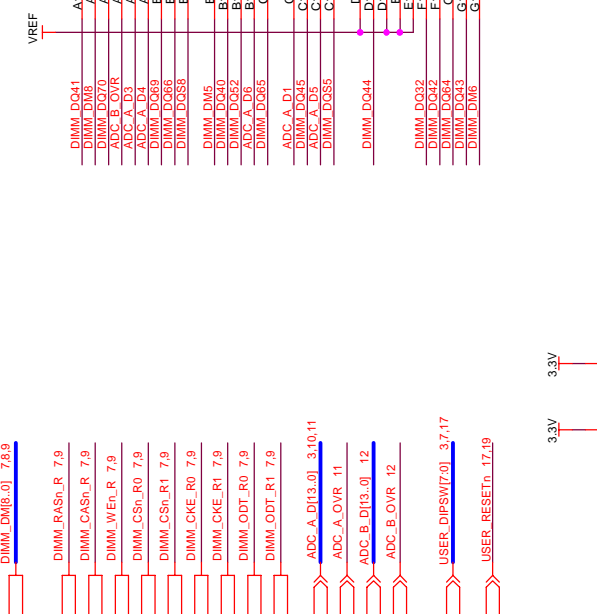 VREF
DIMM_DQ41
DIMM_DM8
DIMM_DQ70
ADC_B_OVR
ADC_A_D3
ADC_A_D4
DIMM_DQ69
DIMM_DQ66
DIMM_DQS8
DIMM_DM5
DIMM_DQ40
DIMM_DQ52
ADC_A_D6
DIMM_DQ65
ADC_A_D1
DIMM_DQ45
ADC_A_D5
DIMM_DQS5
DIMM_DQ44
DIMM_DQ32
DIMM_DQ42
DIMM_DQ64
DIMM_DQ43
DIMM_DM6
3.3V
3.3V
DIMM_DM[8..0] 7,8,9
DIMM_RASn_R 7,9
DIMM_CASn_R 7,9
DIMM_WEn_R 7,9
DIMM_CSn_R0 7,9
DIMM_CSn_R1 7,9
DIMM_CKE_R0 7,9
DIMM_CKE_R1 7,9
DIMM_ODT_R0 7,9
DIMM_ODT_R1 7,9
ADC_A_D[13..0] 3,10,11
ADC_A_OVR 11
ADC_B_D[13..0] 12
ADC_B_OVR 12
USER_DIPSW[7:0] 3,7,17
USER_RESETn 17,19